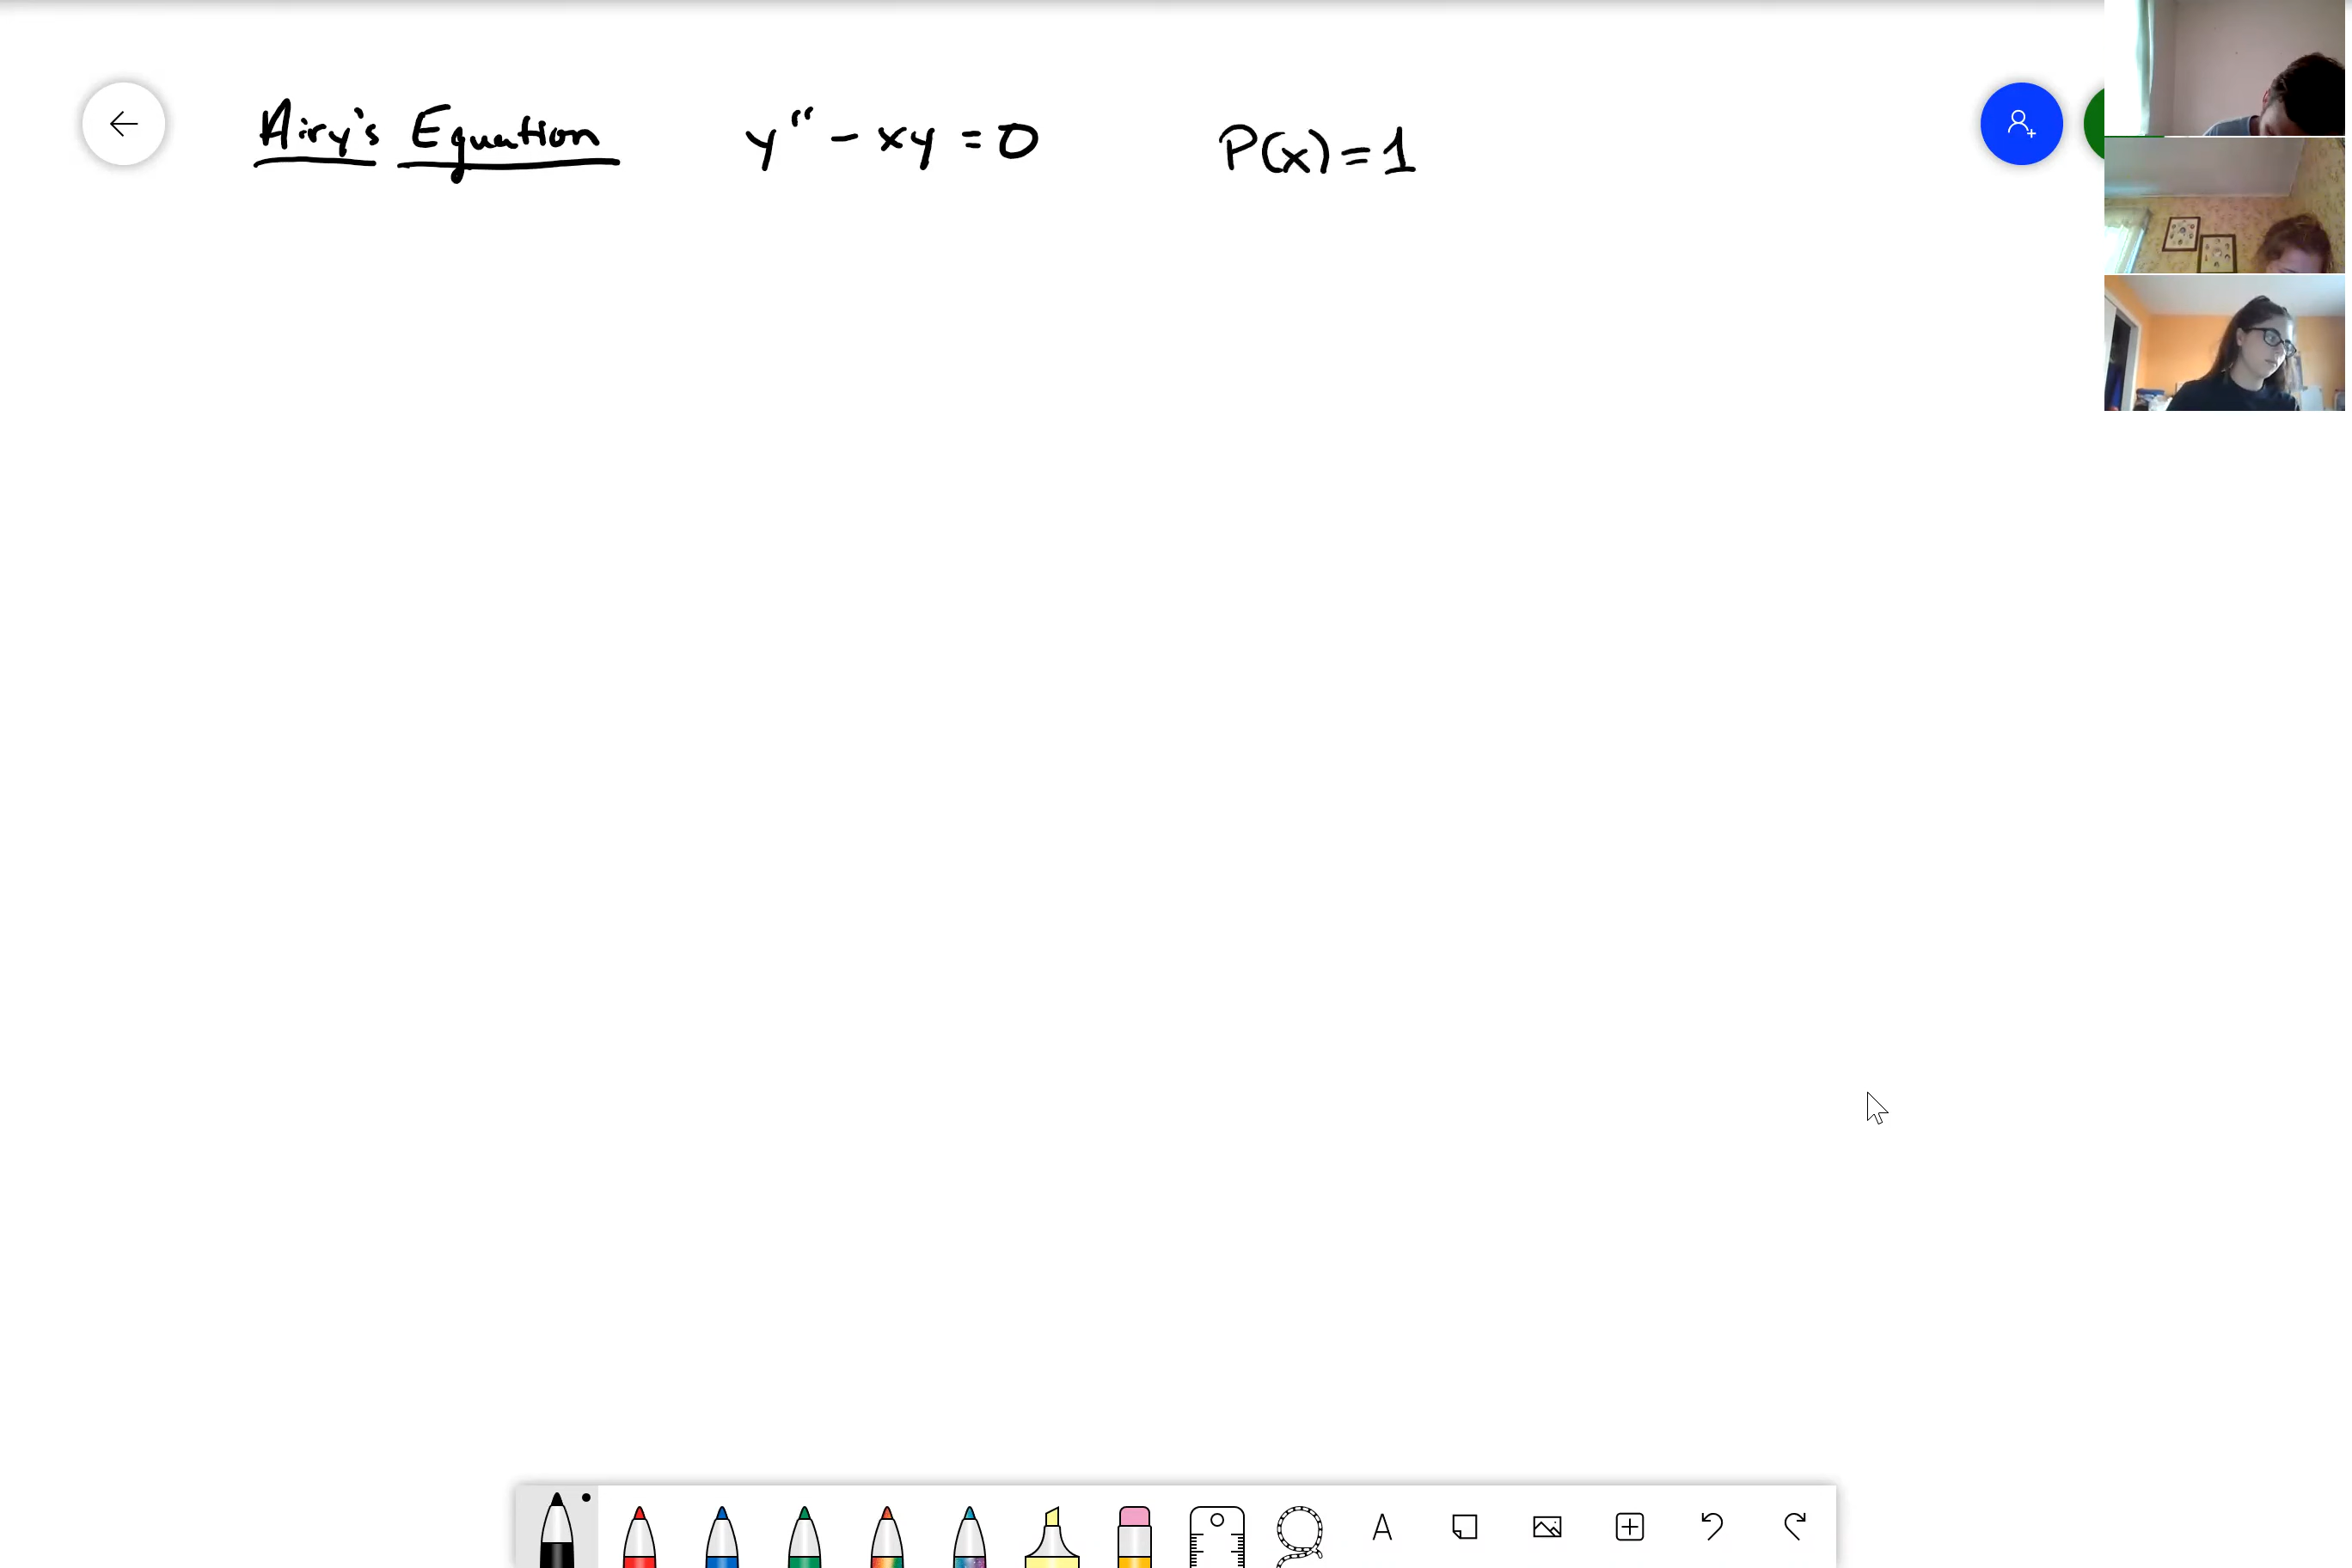 Airy's Equation y'' - xy = 0 P(x) = 1